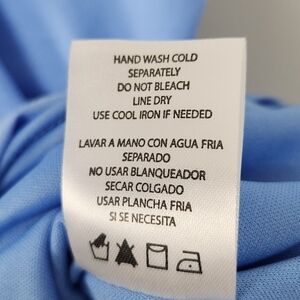 HAND WASH COLD
SEPARATELY
DO NOT BLEACH
LINE DRY
USE COOL IRON IF NEEDED
LAVAR A MANO CON AGUA FRIA
SEPARADO
NO USAR BLANQUEADOR
SECAR COLGADO
USAR PLANCHA FRIA
SI SE NECESITA